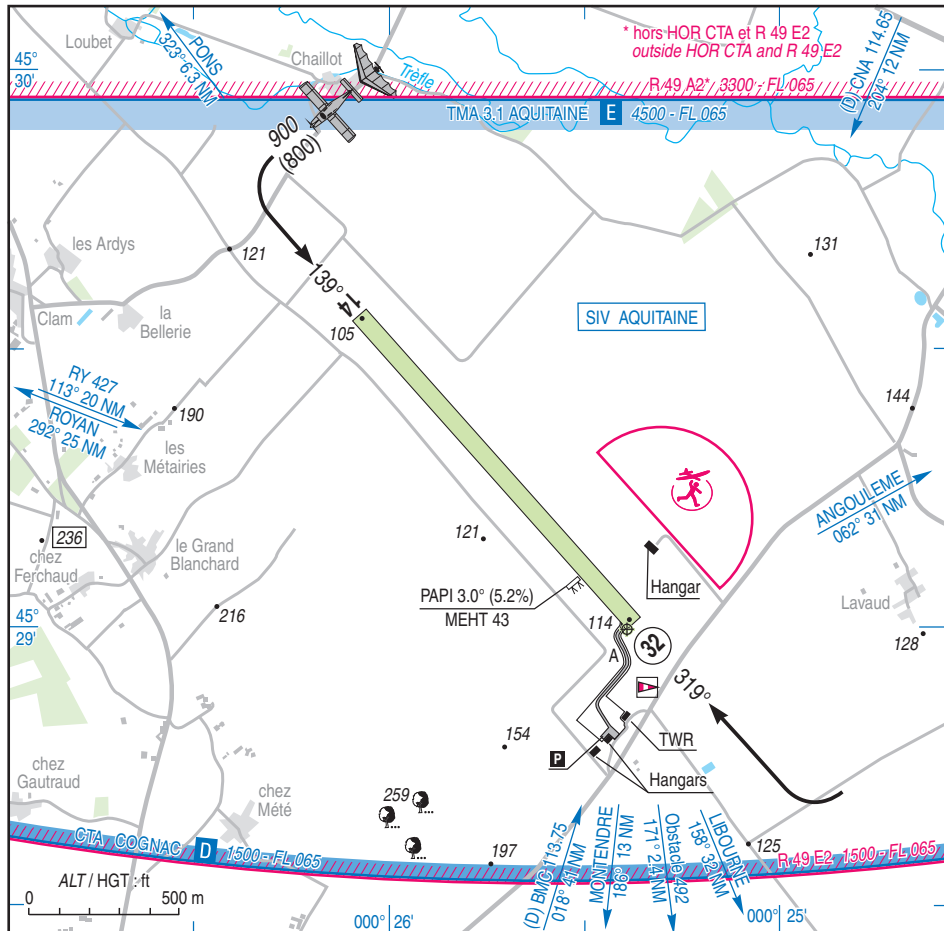 Loubet
PONS
323° 6.3 NM
Chaillot
Trèfle
* hors HOR CTA et R 49 E2
outside HOR CTA and R 49 E2
(D) CNA 114.65
204° 12 NM
45°
30'
R 49 A2* 3300 - FL 065
TMA 3.1 AQUITAINE E 4500 - FL 065
900
(800)
les Ardys
121
131
139°
14
Clam
la
Bellerie
105
SIV AQUITAINE
RY 427
113° 20 NM
ROYAN
292° 25 NM
190
144
les
Métairies
ANGOULEME
062° 31 NM
236
121
chez
Ferchaud
le Grand
Blanchard
Hangar
PAPI 3.0° (5.2%)
MEHT 43
Lavaud
216
45°
29'
114
32
128
A
319°
154
TWR
P
Hangars
chez
Gautraud
chez
Mété
259
CTA COGNAC D 1500 - FL 065
197
125
R 49 E2 1500 - FL 065
(D) BMC 113.75
018° 41 NM
MONTENDRE
186° 13 NM
Obstacle 492
171° 2.4 NM
LIBOURNE
158° 32 NM
ALT / HGT : ft
0 500 m
000° 26'
000° 25'